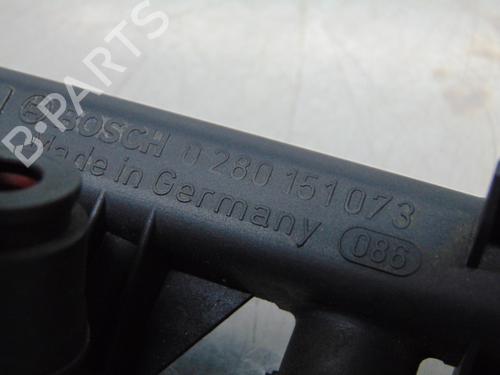 BOSCH 0 280 151 073
Made in Germany
086
B-PARTS